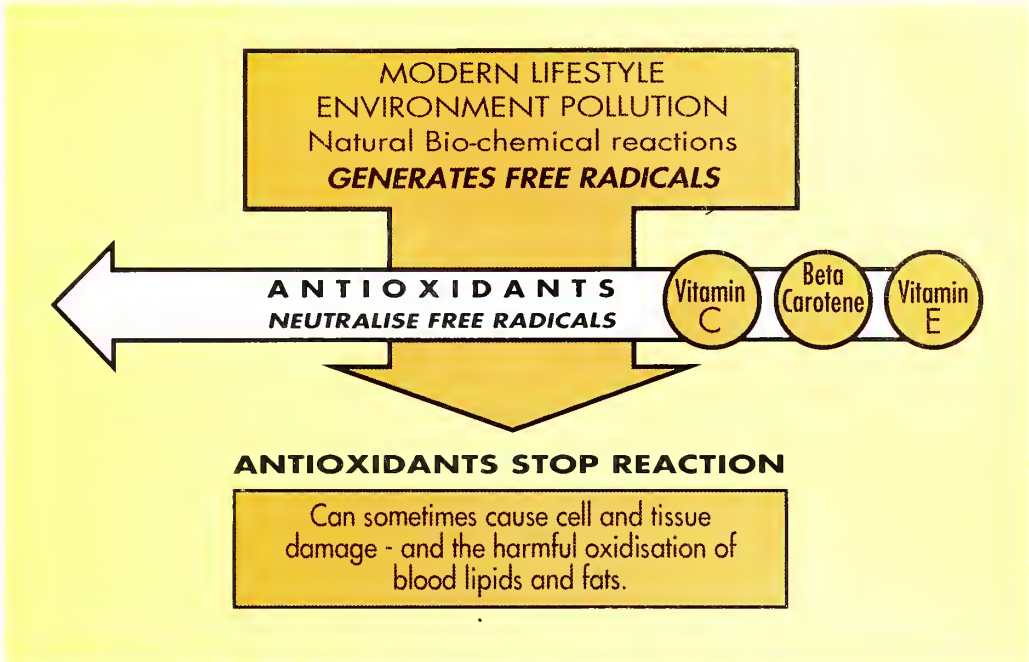 MODERN LIFESTYLE
ENVIRONMENT POLLUTION
Natural Bio-chemical reactions
GENERATES FREE RADICALS
ANTIOXIDANTS
NEUTRALISE FREE RADICALS
Vitamin
C
Beta
Carotene
Vitamin
E
ANTIOXIDANTS STOP REACTION
Can sometimes cause cell and tissue
damage - and the harmful oxidisation of
blood lipids and fats.